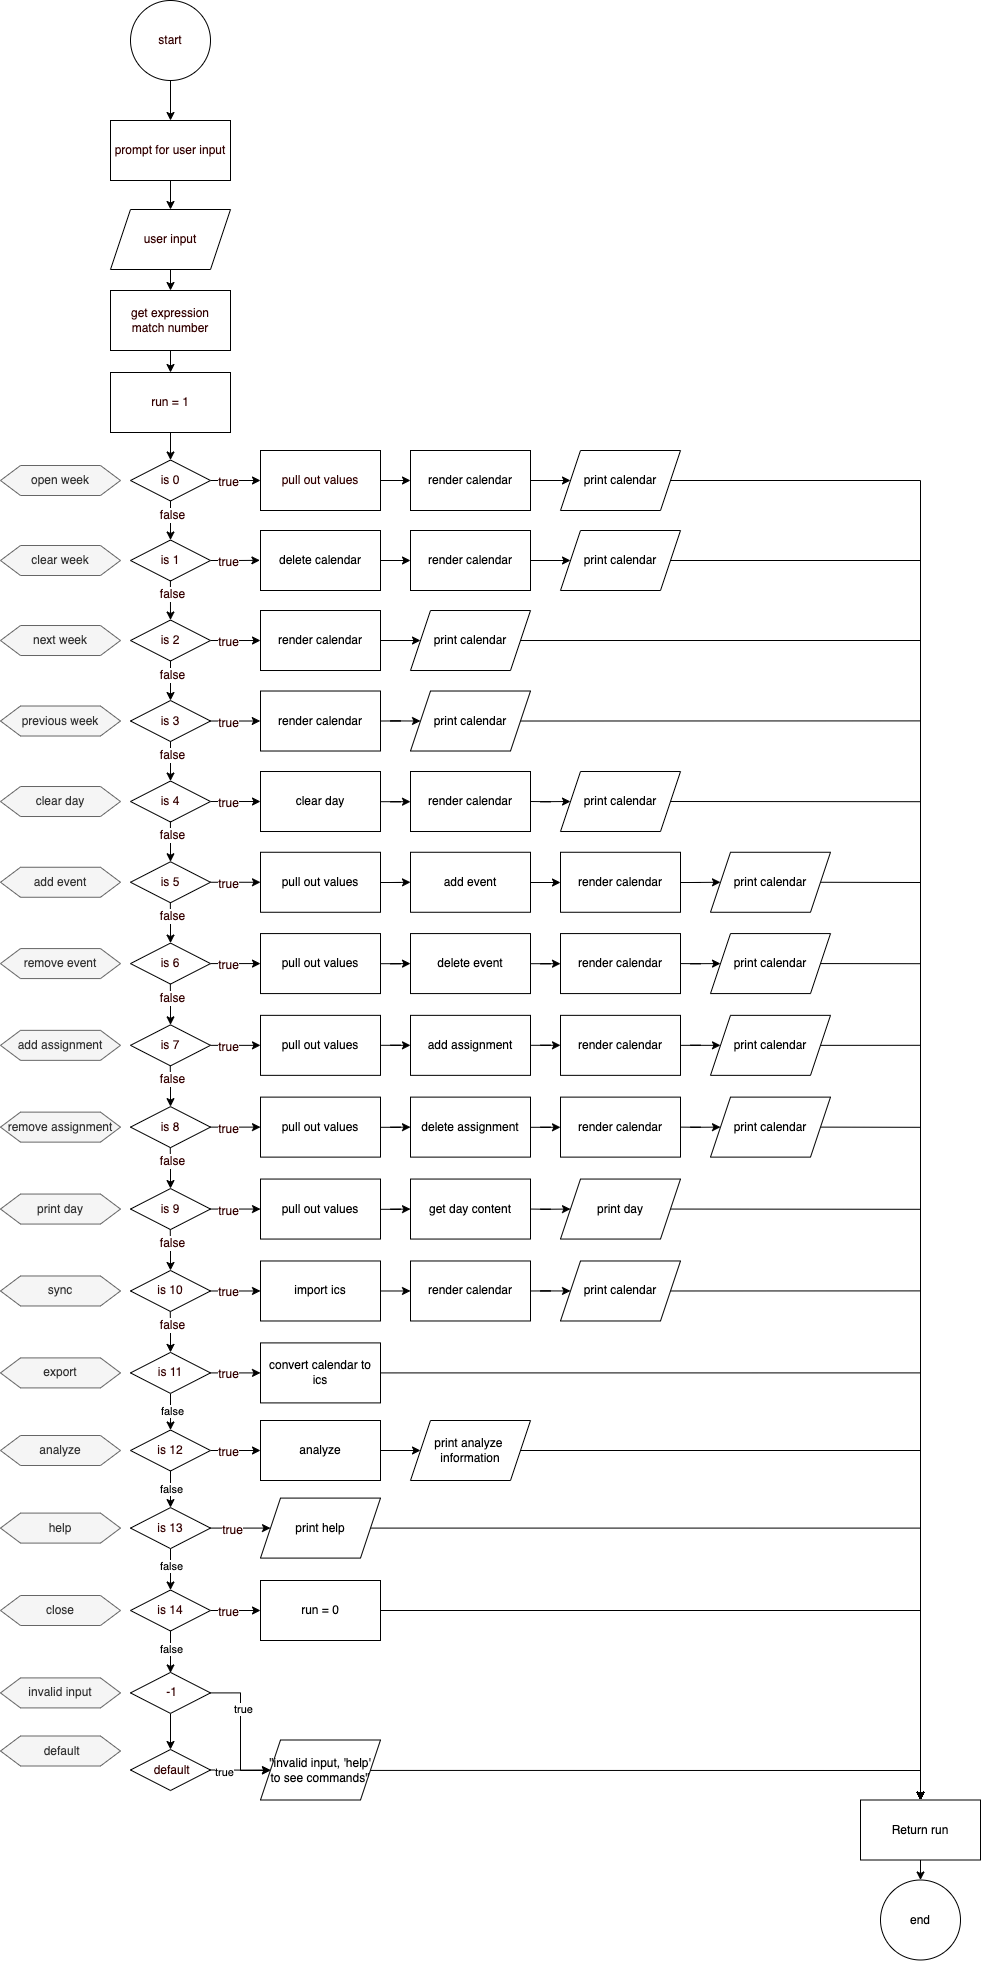 start
prompt for user input
user input
get expression
match number
run = 1
open week
is 0
true
pull out values
render calendar
print calendar
false
clear week
is 1
true
delete calendar
render calendar
print calendar
false
next week
is 2
true
render calendar
print calendar
false
previous week
is 3
true
render calendar
print calendar
false
clear day
is 4
true
clear day
render calendar
print calendar
false
add event
is 5
true
pull out values
add event
render calendar
print calendar
false
remove event
is 6
true
pull out values
delete event
render calendar
print calendar
false
add assignment
is 7
true
pull out values
add assignment
render calendar
print calendar
false
remove assignment
is 8
true
pull out values
delete assignment
render calendar
print calendar
false
print day
is 9
true
pull out values
get day content
print day
false
sync
is 10
true
import ics
render calendar
print calendar
false
export
is 11
true
convert calendar to
ics
false
analyze
is 12
true
analyze
print analyze
information
false
help
is 13
true
print help
false
close
is 14
true
run = 0
false
invalid input
-1
true
default
default
true
"invalid input, 'help'
to see commands"
Return run
end